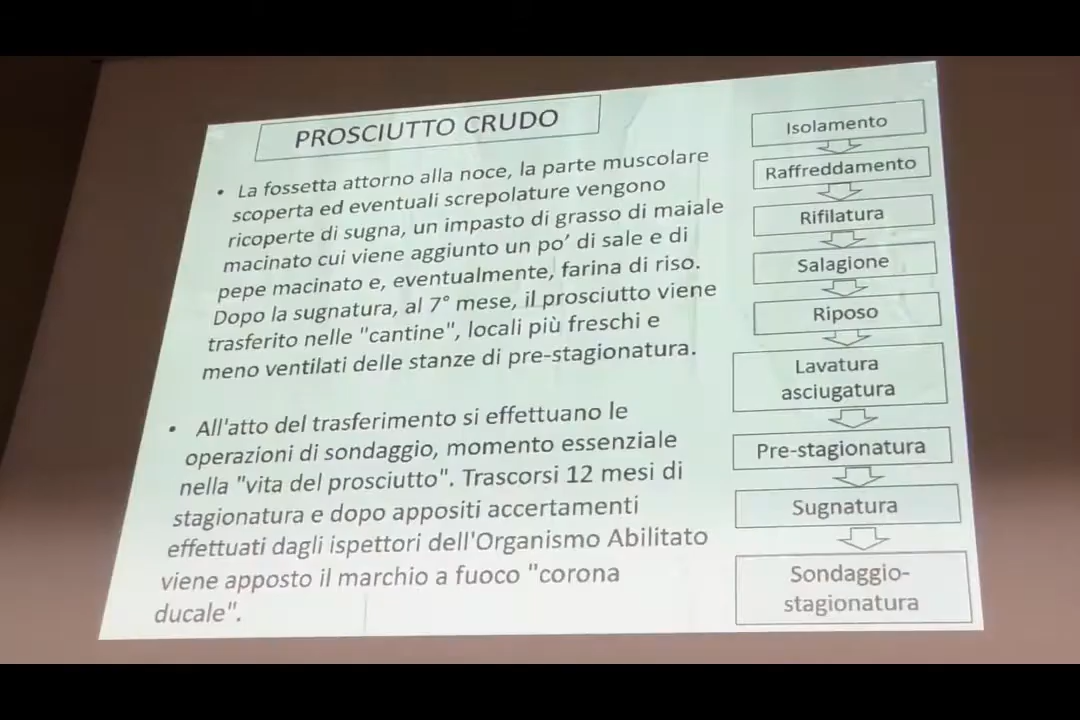 PROSCIUTTO CRUDO
• La fossetta attorno alla noce, la parte muscolare
scoperta ed eventuali screpolature vengono
ricoperte di sugna, un impasto di grasso di maiale
macinato cui viene aggiunto un po’ di sale e di
pepe macinato e, eventualmente, farina di riso.
Dopo la sugnatura, al 7° mese, il prosciutto viene
trasferito nelle "cantine", locali più freschi e
meno ventilati delle stanze di pre-stagionatura.
• All'atto del trasferimento si effettuano le
operazioni di sondaggio, momento essenziale
nella "vita del prosciutto". Trascorsi 12 mesi di
stagionatura e dopo appositi accertamenti
effettuati dagli ispettori dell'Organismo Abilitato
viene apposto il marchio a fuoco "corona
ducale".
Isolamento
Raffreddamento
Rifilatura
Salagione
Riposo
Lavatura
asciugatura
Pre-stagionatura
Sugnatura
Sondaggio-
stagionatura